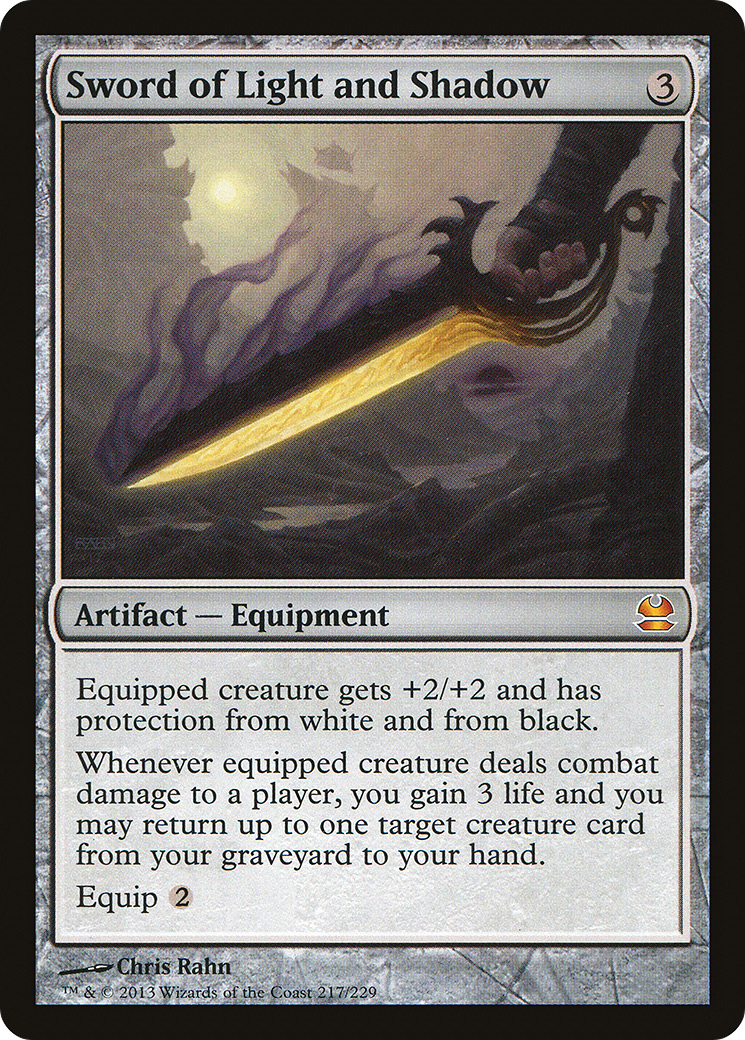 Sword of Light and Shadow 3
RAHN
Artifact — Equipment
Equipped creature gets +2/+2 and has
protection from white and from black.
Whenever equipped creature deals combat
damage to a player, you gain 3 life and you
may return up to one target creature card
from your graveyard to your hand.
Equip 2
Chris Rahn
™ & © 2013 Wizards of the Coast 217/229